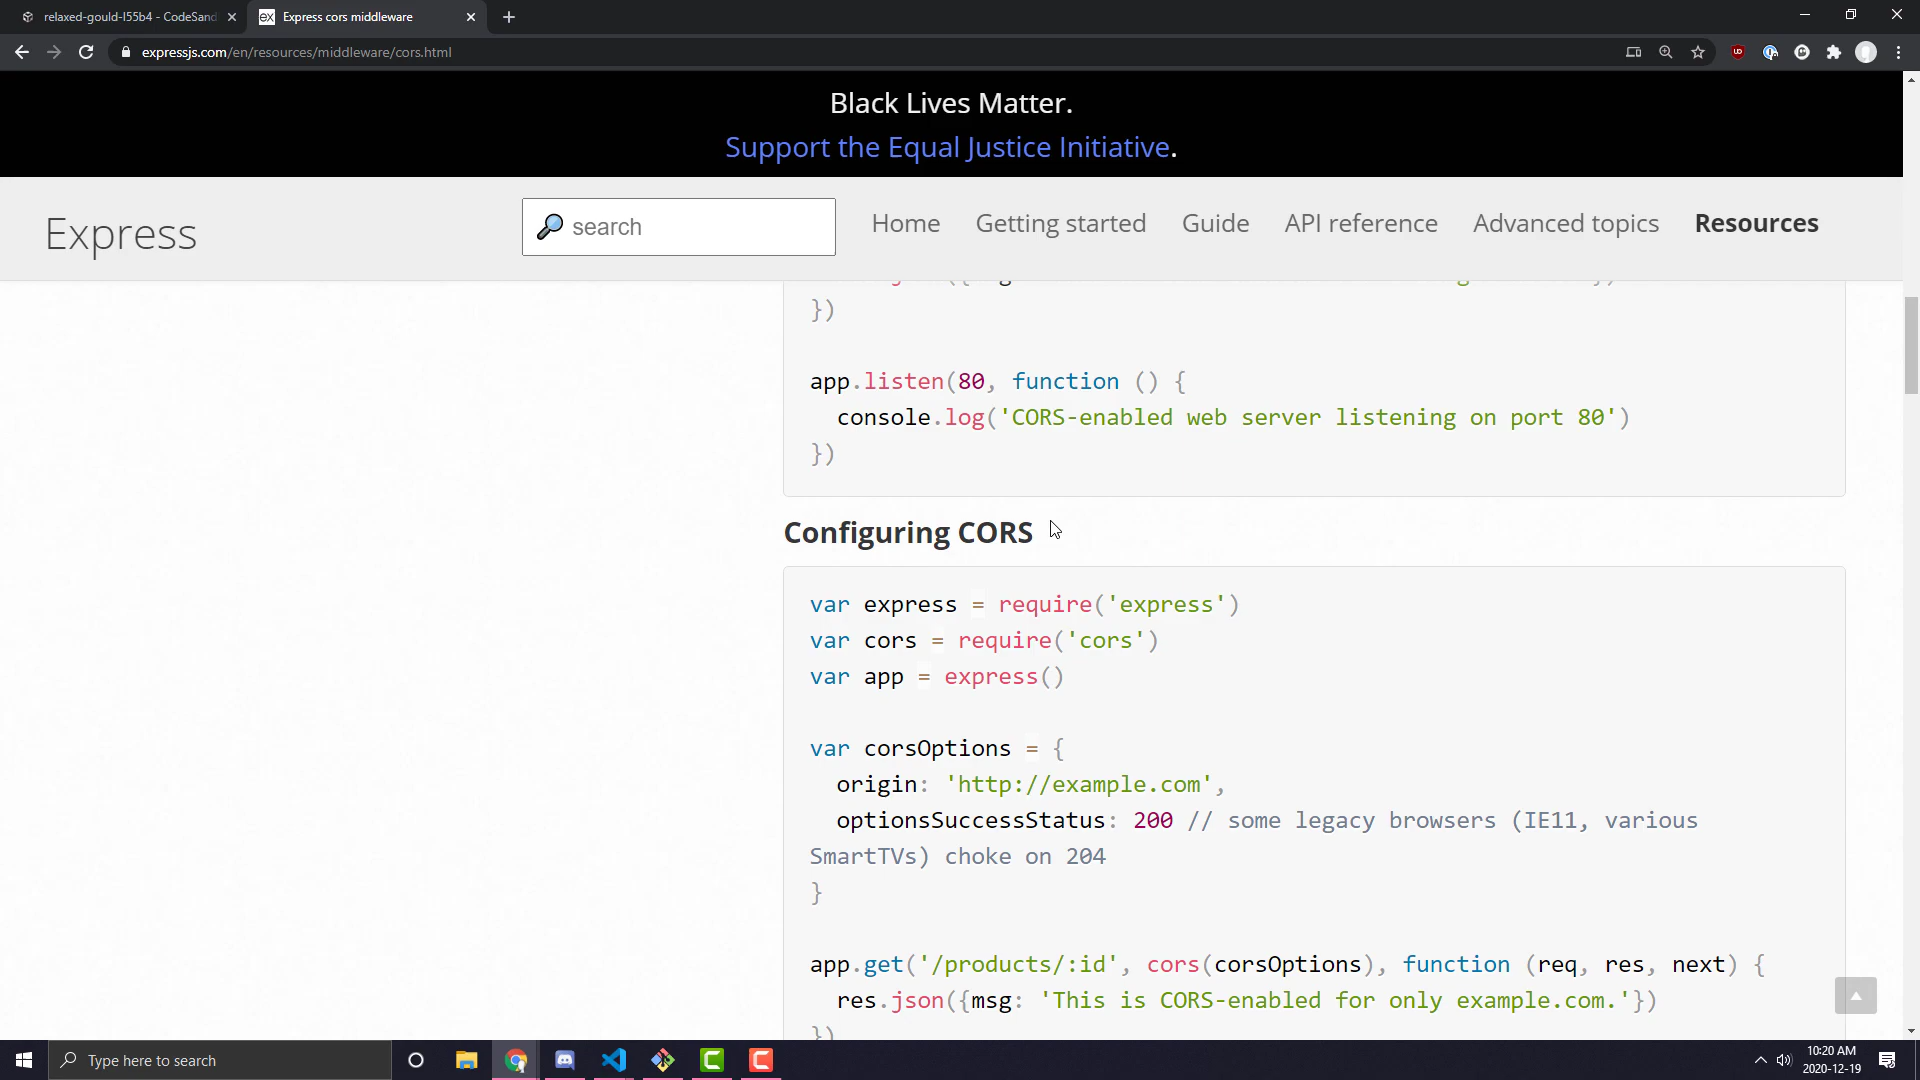 relaxed-gould-l55b4 - CodeSand
Express cors middleware
expressjs.com/en/resources/middleware/cors.html
Black Lives Matter.
Support the Equal Justice Initiative.
Express
search
Home
Getting started
Guide
API reference
Advanced topics
Resources
})
app.listen(80, function () {
console.log('CORS-enabled web server listening on port 80')
})
Configuring CORS
var express = require('express')
var cors = require('cors')
var app = express()
var corsOptions = {
origin: 'http://example.com',
optionsSuccessStatus: 200 // some legacy browsers (IE11, various
SmartTVs) choke on 204
}
app.get('/products/:id', cors(corsOptions), function (req, res, next) {
res.json({msg: 'This is CORS-enabled for only example.com.'})
})
Type here to search
10:20 AM
2020-12-19